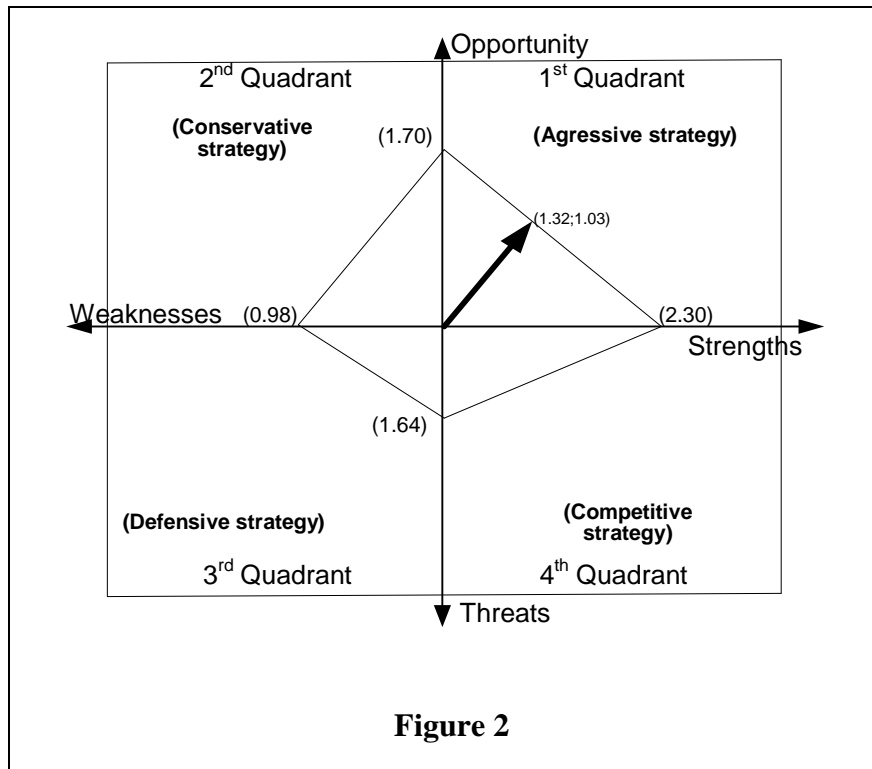 Opportunity
2nd Quadrant
1st Quadrant
(Conservative
strategy)
(1.70)
(Agressive strategy)
(1.32;1.03)
Weaknesses
(0.98)
(2.30)
Strengths
(1.64)
(Defensive strategy)
(Competitive
strategy)
3rd Quadrant
4th Quadrant
Threats
Figure 2